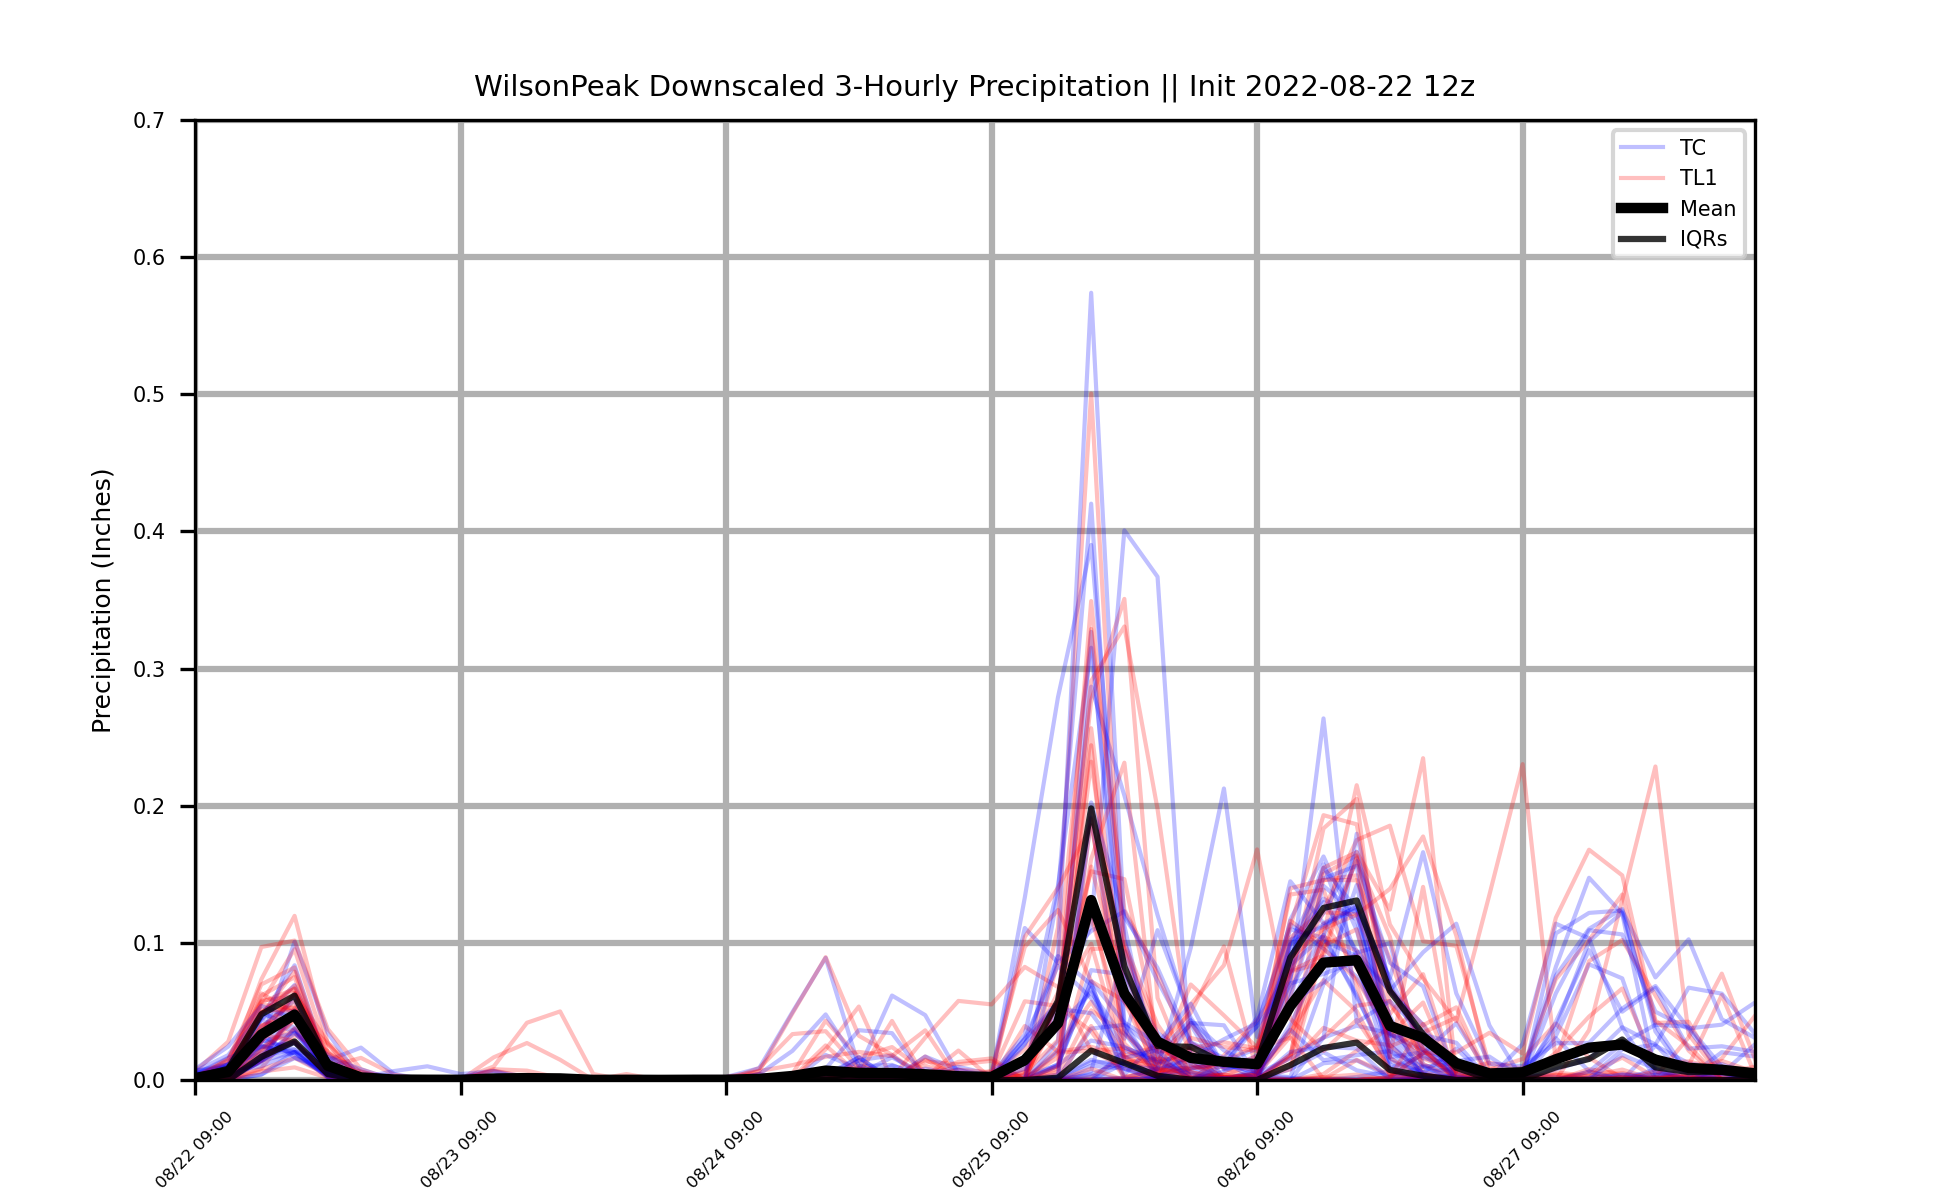 WilsonPeak Downscaled 3-Hourly Precipitation || Init 2022-08-22 12z
Precipitation (Inches)
0.7
0.6
0.5
0.4
0.3
0.2
0.1
0.0
TC
TL1
Mean
IQRs
08/22 09:00
08/23 09:00
08/24 09:00
08/25 09:00
08/26 09:00
08/27 09:00